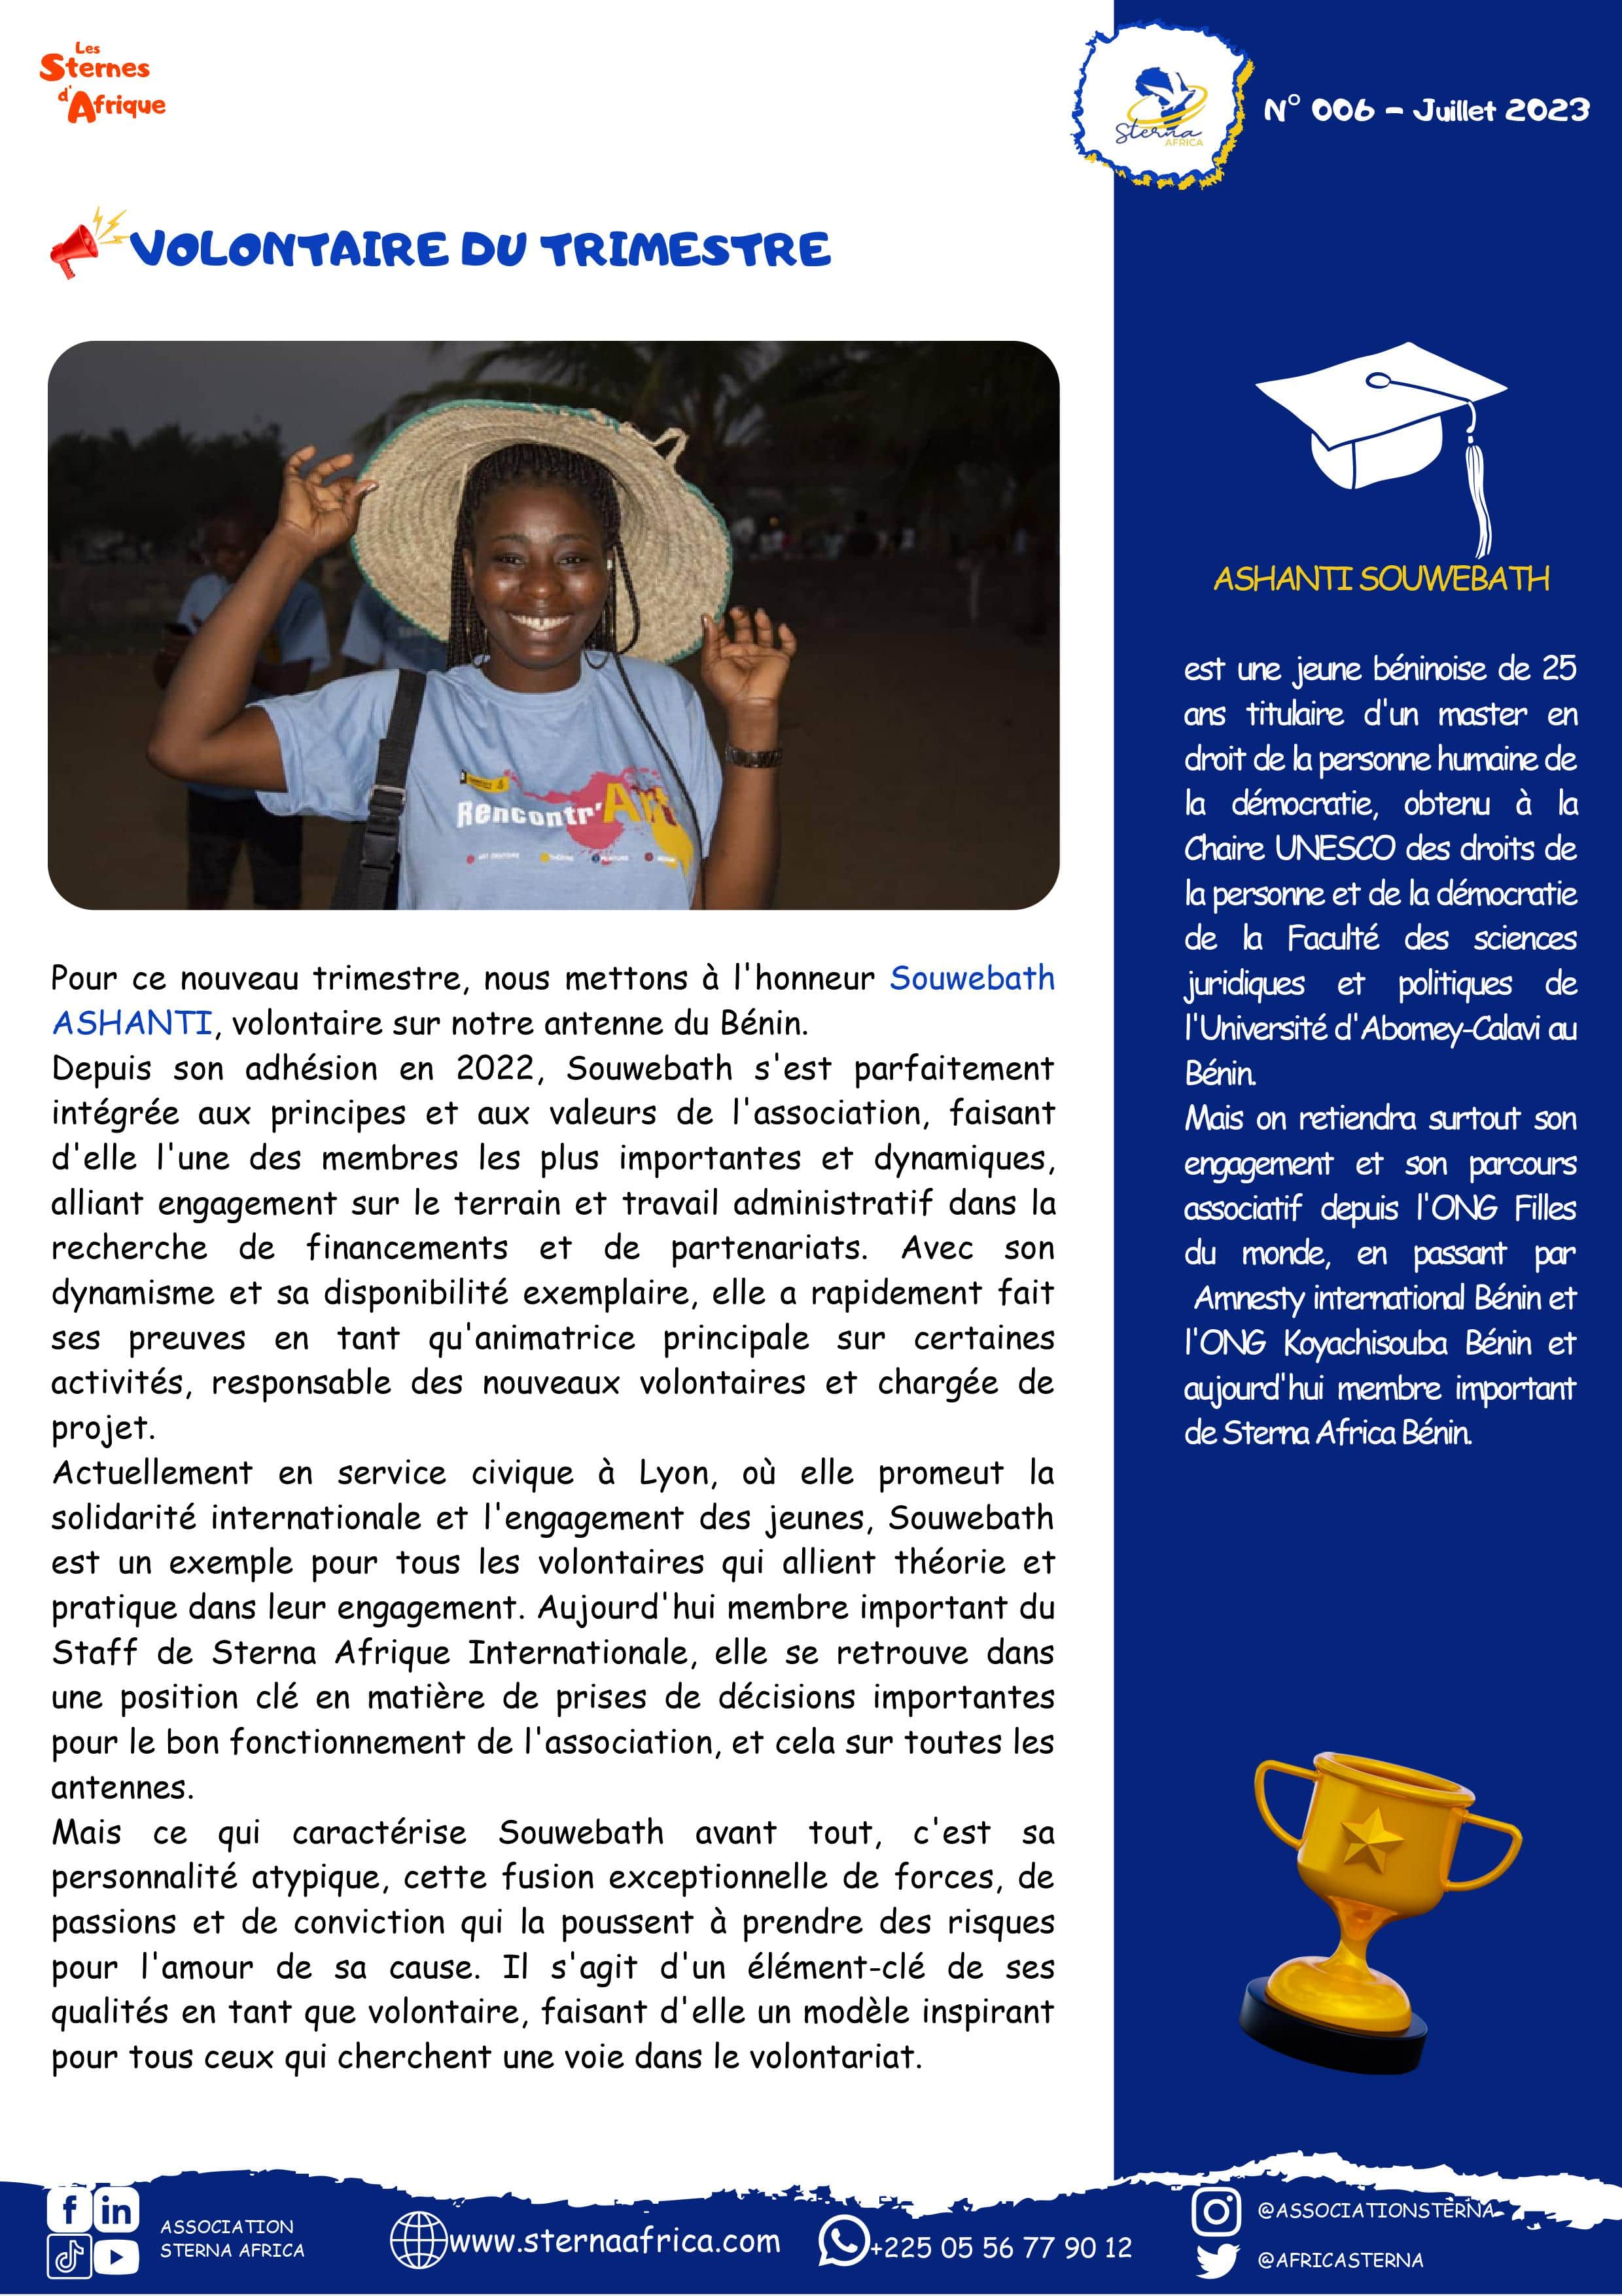 Les
Sternes
d'Afrique
Sterna
AFRICA
N° 006 - Juillet 2023
VOLONTAIRE DU TRIMESTRE
Rencontr'Art
ART ORATOIRE
Pour ce nouveau trimestre, nous mettons à l'honneur Souwebath
ASHANTI, volontaire sur notre antenne du Bénin.
Depuis son adhésion en 2022, Souwebath s'est parfaitement
intégrée aux principes et aux valeurs de l'association, faisant
d'elle l'une des membres les plus importantes et dynamiques,
alliant engagement sur le terrain et travail administratif dans la
recherche de financements et de partenariats. Avec son
dynamisme et sa disponibilité exemplaire, elle a rapidement fait
ses preuves en tant qu'animatrice principale sur certaines
activités, responsable des nouveaux volontaires et chargée de
projet.
Actuellement en service civique à Lyon, où elle promeut la
solidarité internationale et l'engagement des jeunes, Souwebath
est un exemple pour tous les volontaires qui allient théorie et
pratique dans leur engagement. Aujourd'hui membre important du
Staff de Sterna Afrique Internationale, elle se retrouve dans
une position clé en matière de prises de décisions importantes
pour le bon fonctionnement de l'association, et cela sur toutes les
antennes.
Mais ce qui caractérise Souwebath avant tout, c'est sa
personnalité atypique, cette fusion exceptionnelle de forces, de
passions et de conviction qui la poussent à prendre des risques
pour l'amour de sa cause. Il s'agit d'un élément-clé de ses
qualités en tant que volontaire, faisant d'elle un modèle inspirant
pour tous ceux qui cherchent une voie dans le volontariat.
ASHANTI SOUWEBATH
est une jeune béninoise de 25
ans titulaire d'un master en
droit de la personne humaine de
la démocratie, obtenu à la
Chaire UNESCO des droits de
la personne et de la démocratie
de la Faculté des sciences
juridiques et politiques de
l'Université d'Abomey-Calavi au
Bénin.
Mais on retiendra surtout son
engagement et son parcours
associatif depuis l'ONG Filles
du monde, en passant par
Amnesty international Bénin et
l'ONG Koyachisouba Bénin et
aujourd'hui membre important
de Sterna Africa Bénin.
ASSOCIATION
STERNA AFRICA
www.sternaafrica.com
+225 05 56 77 90 12
@ASSOCIATIONSTERNA
@AFRICASTERNA